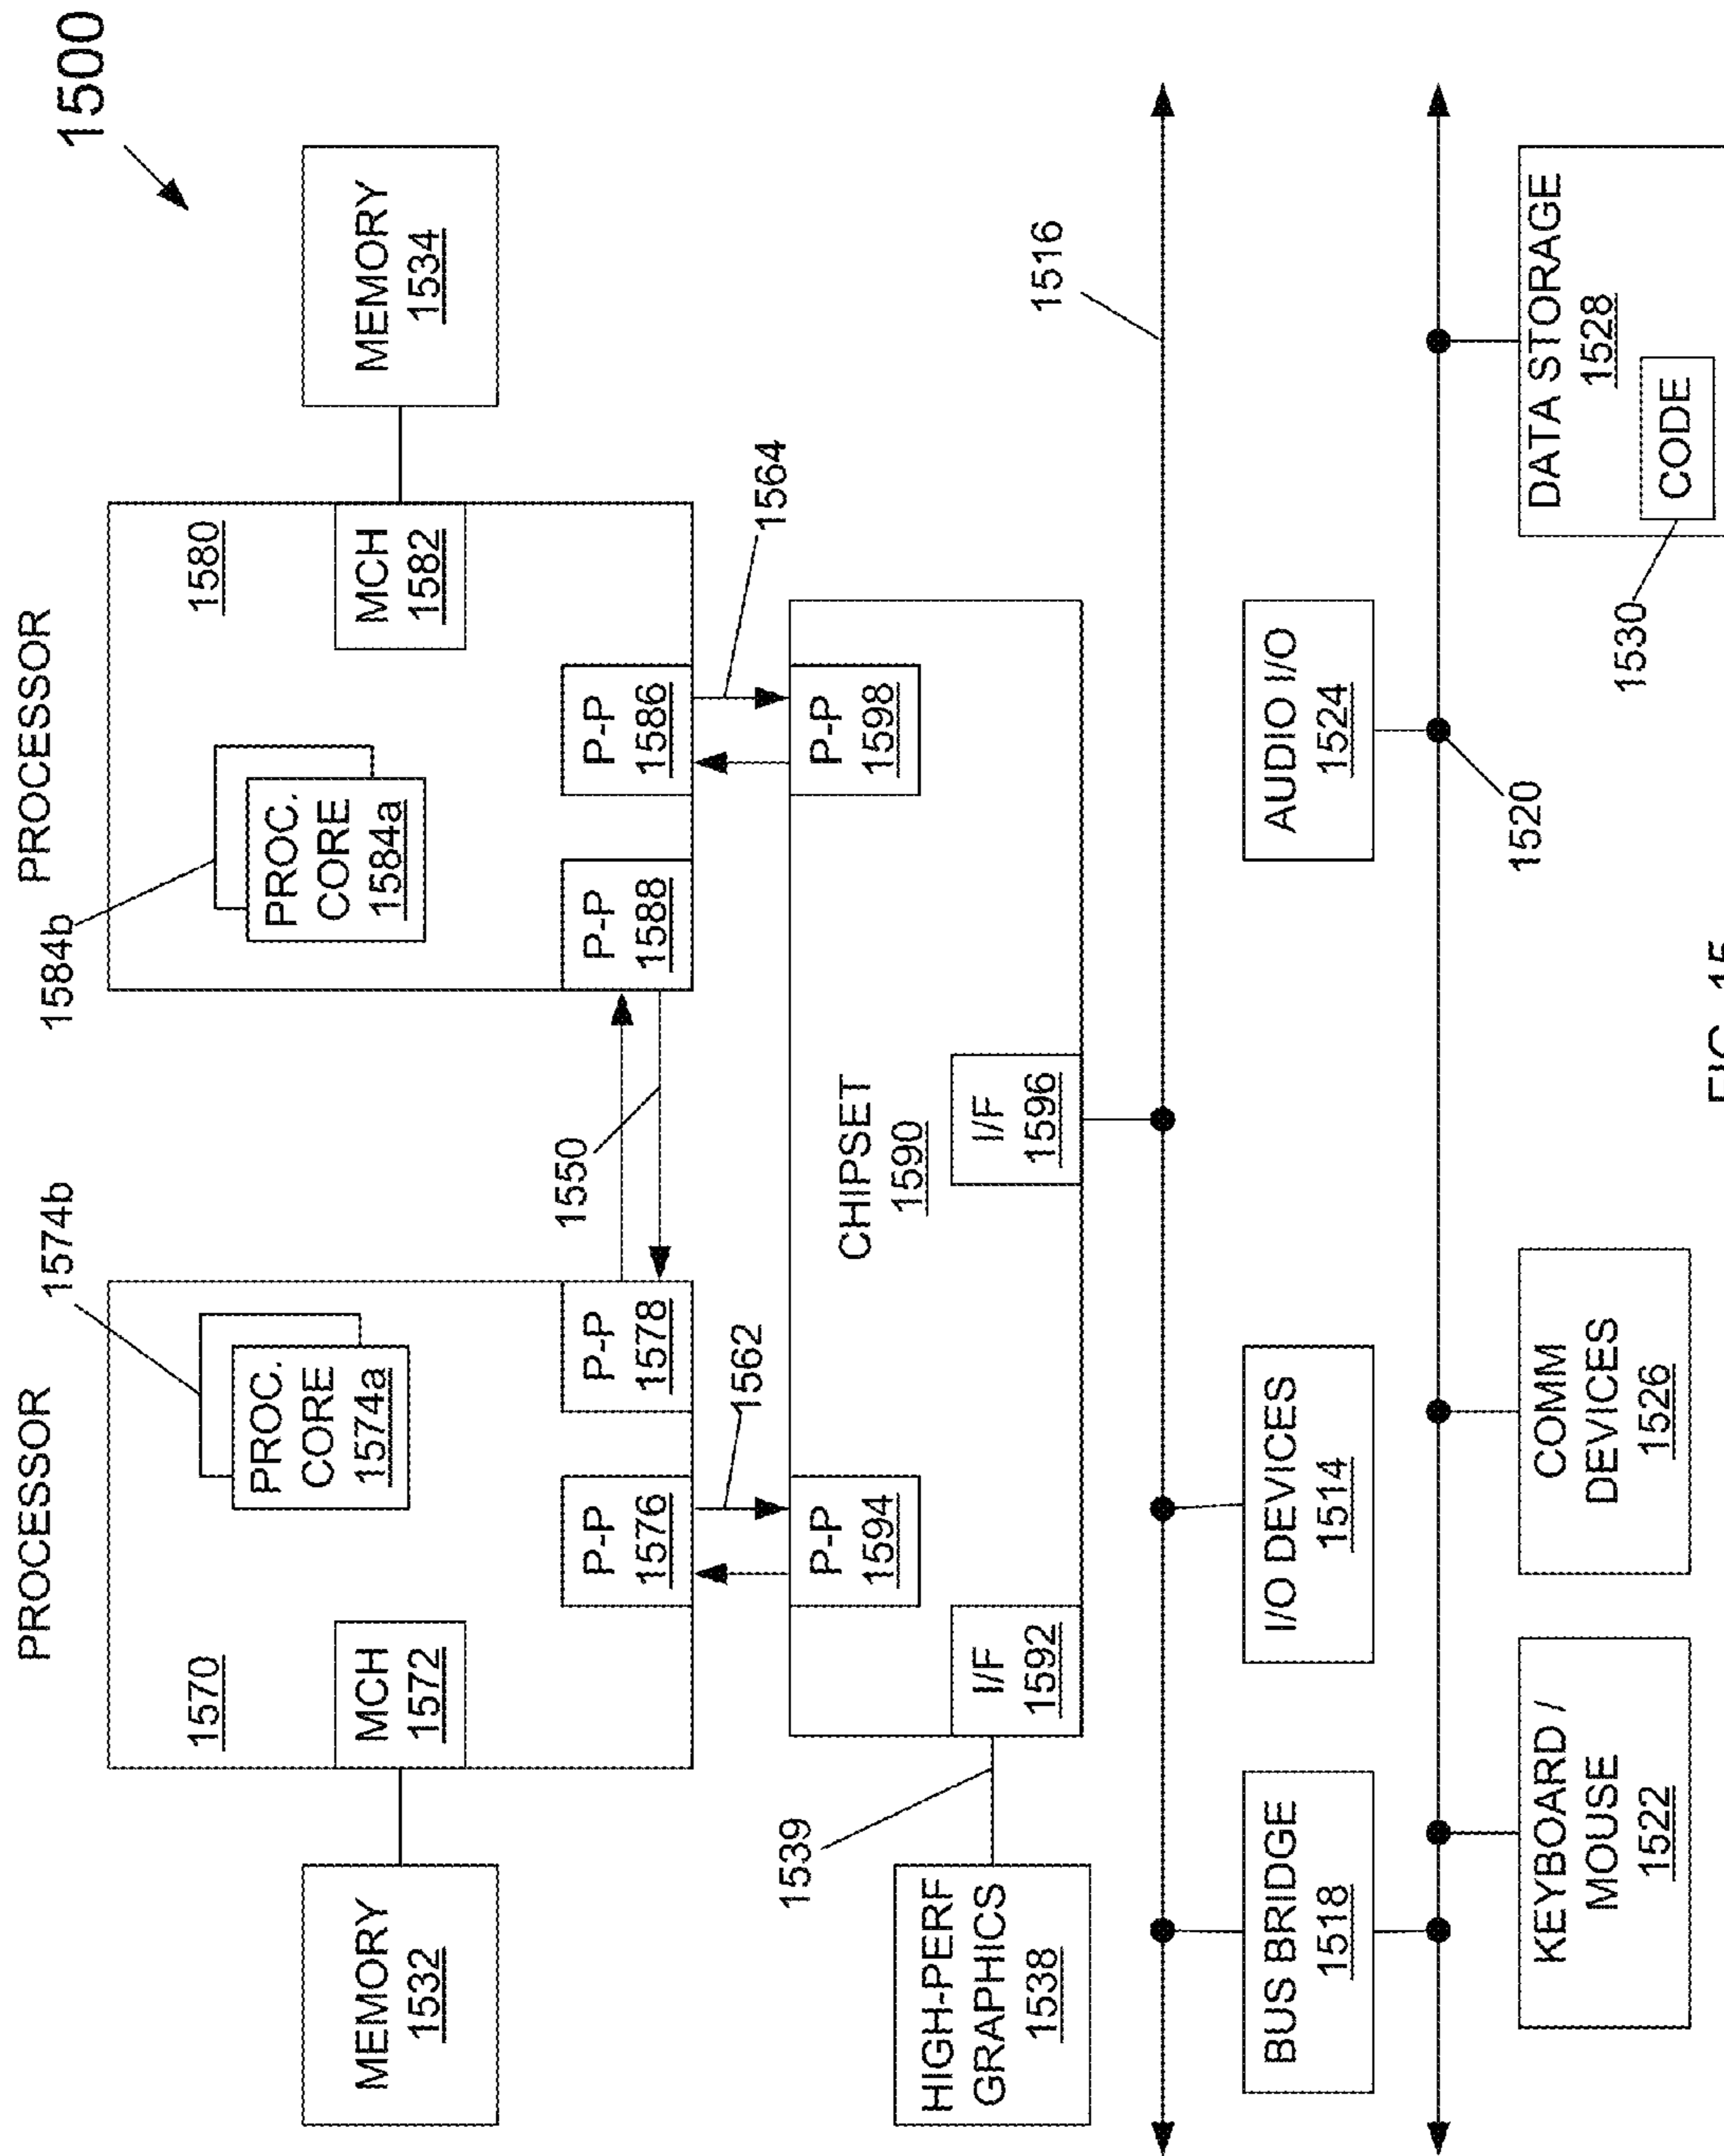 1500
PROCESSOR
PROCESSOR
1574b
1584b
1570
PROC.
CORE
1574a
PROC.
CORE
1584a
1580
MEMORY
1532
MCH
1572
MCH
1582
MEMORY
1534
P-P
1576
P-P
1578
1550
P-P
1588
P-P
1586
1562
1564
P-P
1594
P-P
1598
CHIPSET
1590
1539
HIGH-PERF
GRAPHICS
1538
I/F
1592
I/F
1596
1516
BUS BRIDGE
1518
I/O DEVICES
1514
AUDIO I/O
1524
1520
KEYBOARD /
MOUSE
1522
COMM
DEVICES
1526
DATA STORAGE
1528
CODE
1530
FIG. 15